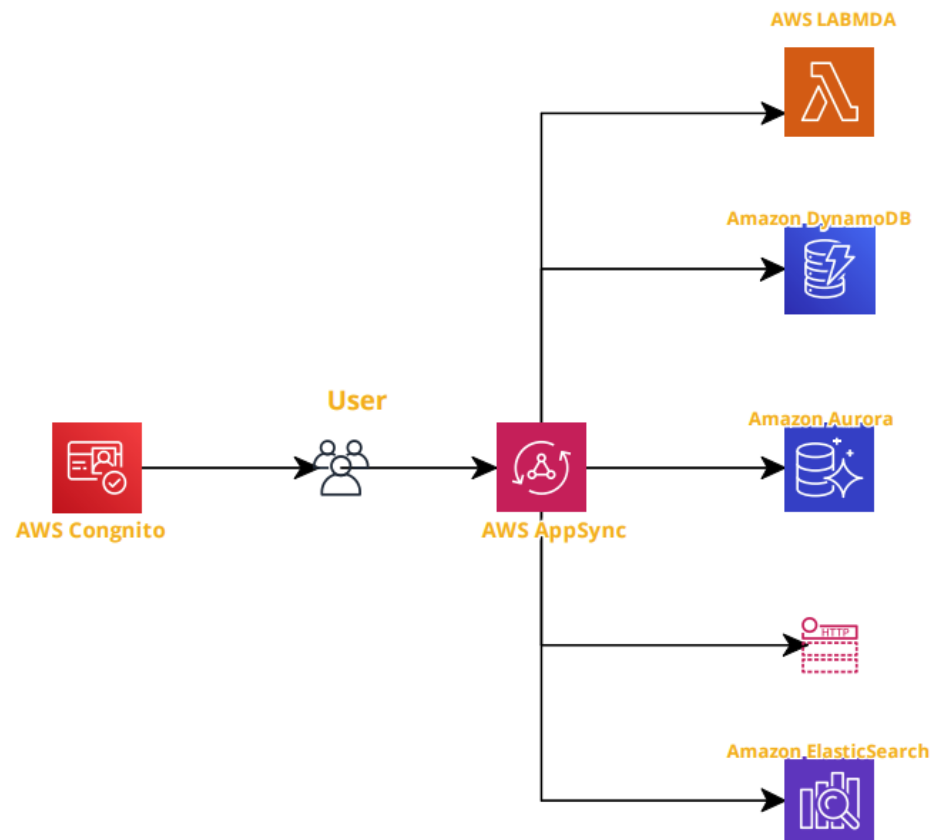 AWS LABMDA
Amazon DynamoDB
User
Amazon Aurora
AWS Congnito
AWS AppSync
HTTP
Amazon ElasticSearch